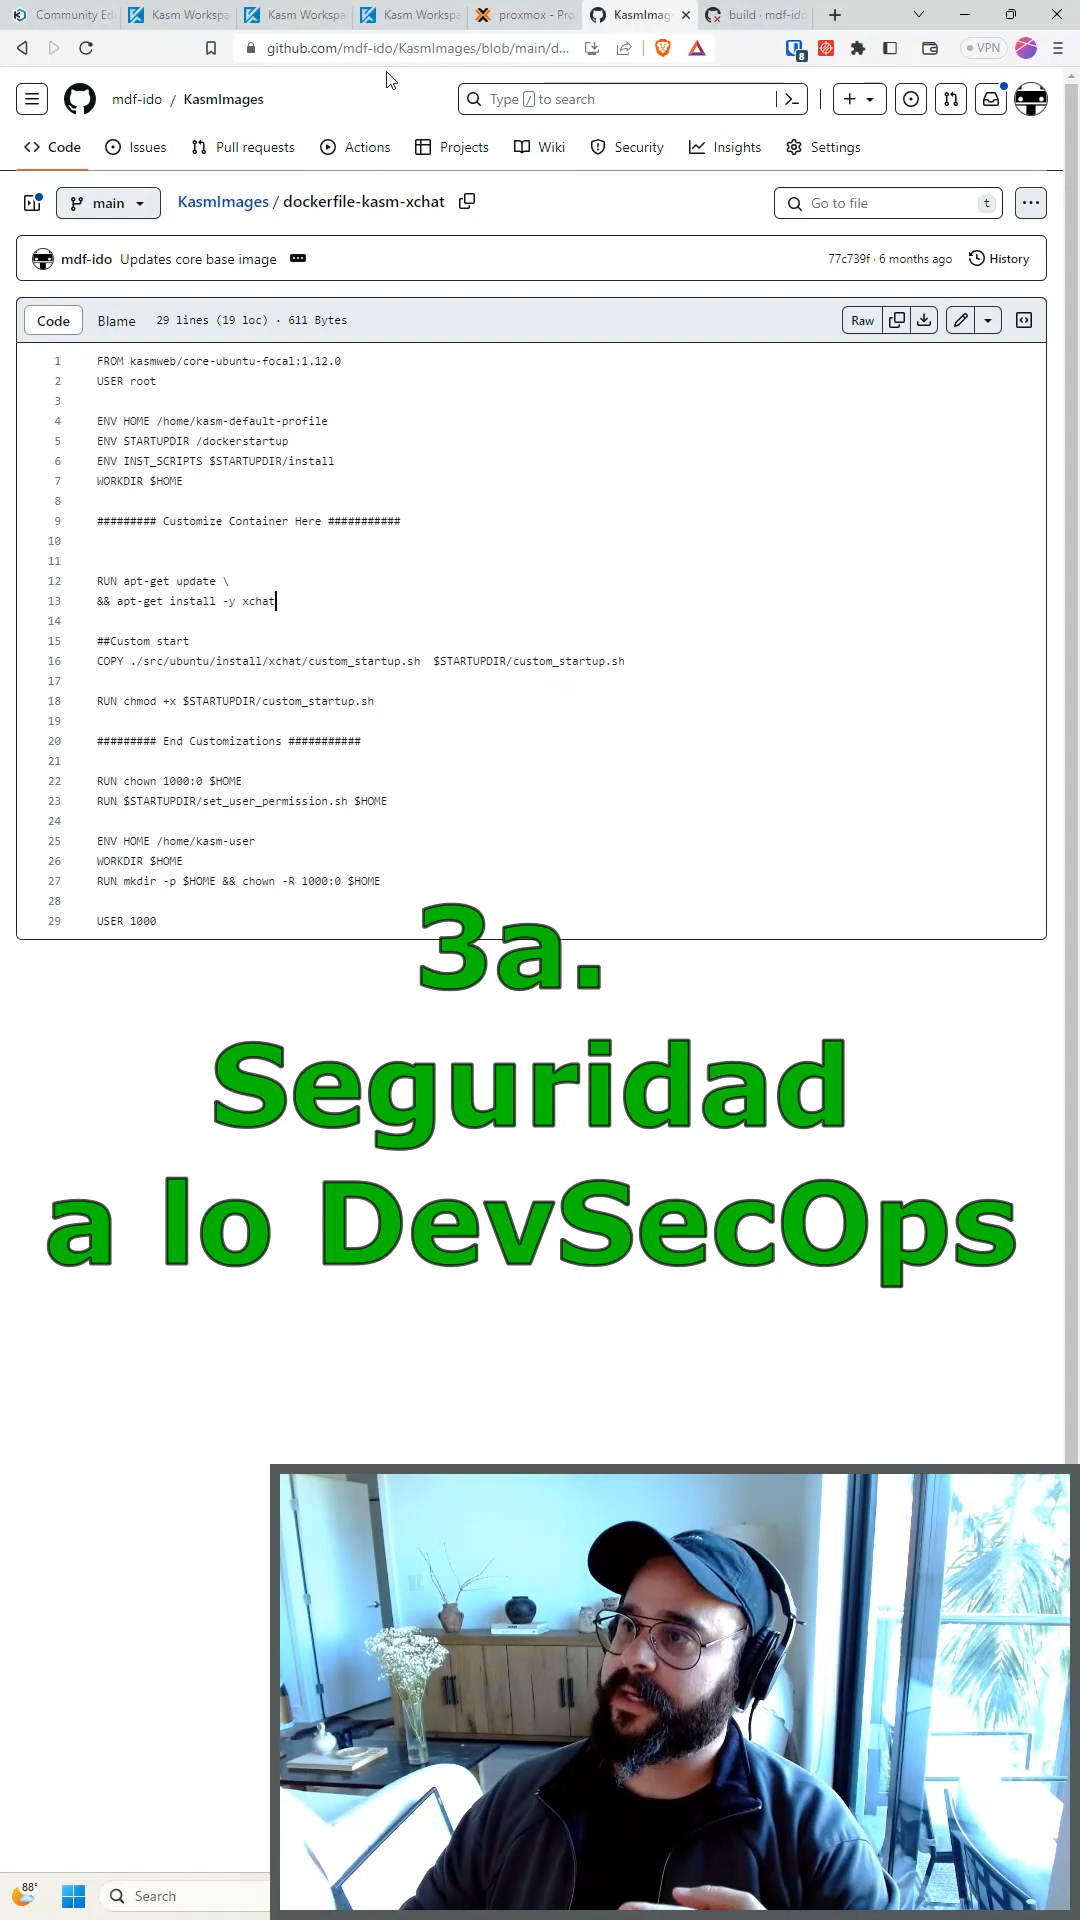 Community Ed
Kasm Workspa
Kasm Workspa
Kasm Workspa
proxmox - Pro
KasmImag
build · mdf-ido
github.com/mdf-ido/KasmImages/blob/main/d...
8
VPN
mdf-ido / KasmImages
Type / to search
Code
Issues
Pull requests
Actions
Projects
Wiki
Security
Insights
Settings
main
KasmImages / dockerfile-kasm-xchat
Go to file
t
mdf-ido Updates core base image
77c739f · 6 months ago
History
Code
Blame
29 lines (19 loc) · 611 Bytes
Raw
1 FROM kasmweb/core-ubuntu-focal:1.12.0
2 USER root
3
4 ENV HOME /home/kasm-default-profile
5 ENV STARTUPDIR /dockerstartup
6 ENV INST_SCRIPTS $STARTUPDIR/install
7 WORKDIR $HOME
8
9 ######### Customize Container Here ###########
10
11
12 RUN apt-get update \
13 && apt-get install -y xchat
14
15 ##Custom start
16 COPY ./src/ubuntu/install/xchat/custom_startup.sh  $STARTUPDIR/custom_startup.sh
17
18 RUN chmod +x $STARTUPDIR/custom_startup.sh
19
20 ######### End Customizations ###########
21
22 RUN chown 1000:0 $HOME
23 RUN $STARTUPDIR/set_user_permission.sh $HOME
24
25 ENV HOME /home/kasm-user
26 WORKDIR $HOME
27 RUN mkdir -p $HOME && chown -R 1000:0 $HOME
28
29 USER 1000
3a.
Seguridad
a lo DevSecOps
88°
Search